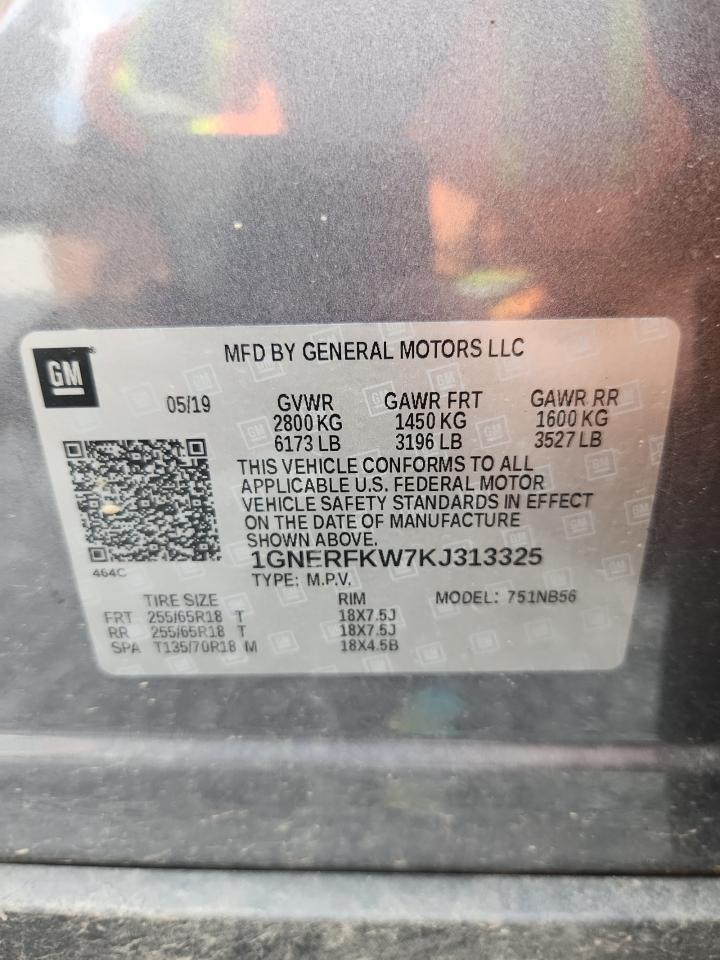 GM
MFD BY GENERAL MOTORS LLC
05/19 GVWR GAWR FRT GAWR RR
2800 KG 1450 KG 1600 KG
6173 LB 3196 LB 3527 LB
THIS VEHICLE CONFORMS TO ALL
APPLICABLE U.S. FEDERAL MOTOR
VEHICLE SAFETY STANDARDS IN EFFECT
ON THE DATE OF MANUFACTURE
SHOWN ABOVE.
1GNERFKW7KJ313325
464C
TYPE: M.P.V.
TIRE SIZE RIM MODEL: 751NB56
FRT 255/65R18 T 18X7.5J
RR 255/65R18 T 18X7.5J
SPA T135/70R18 M 18X4.5B